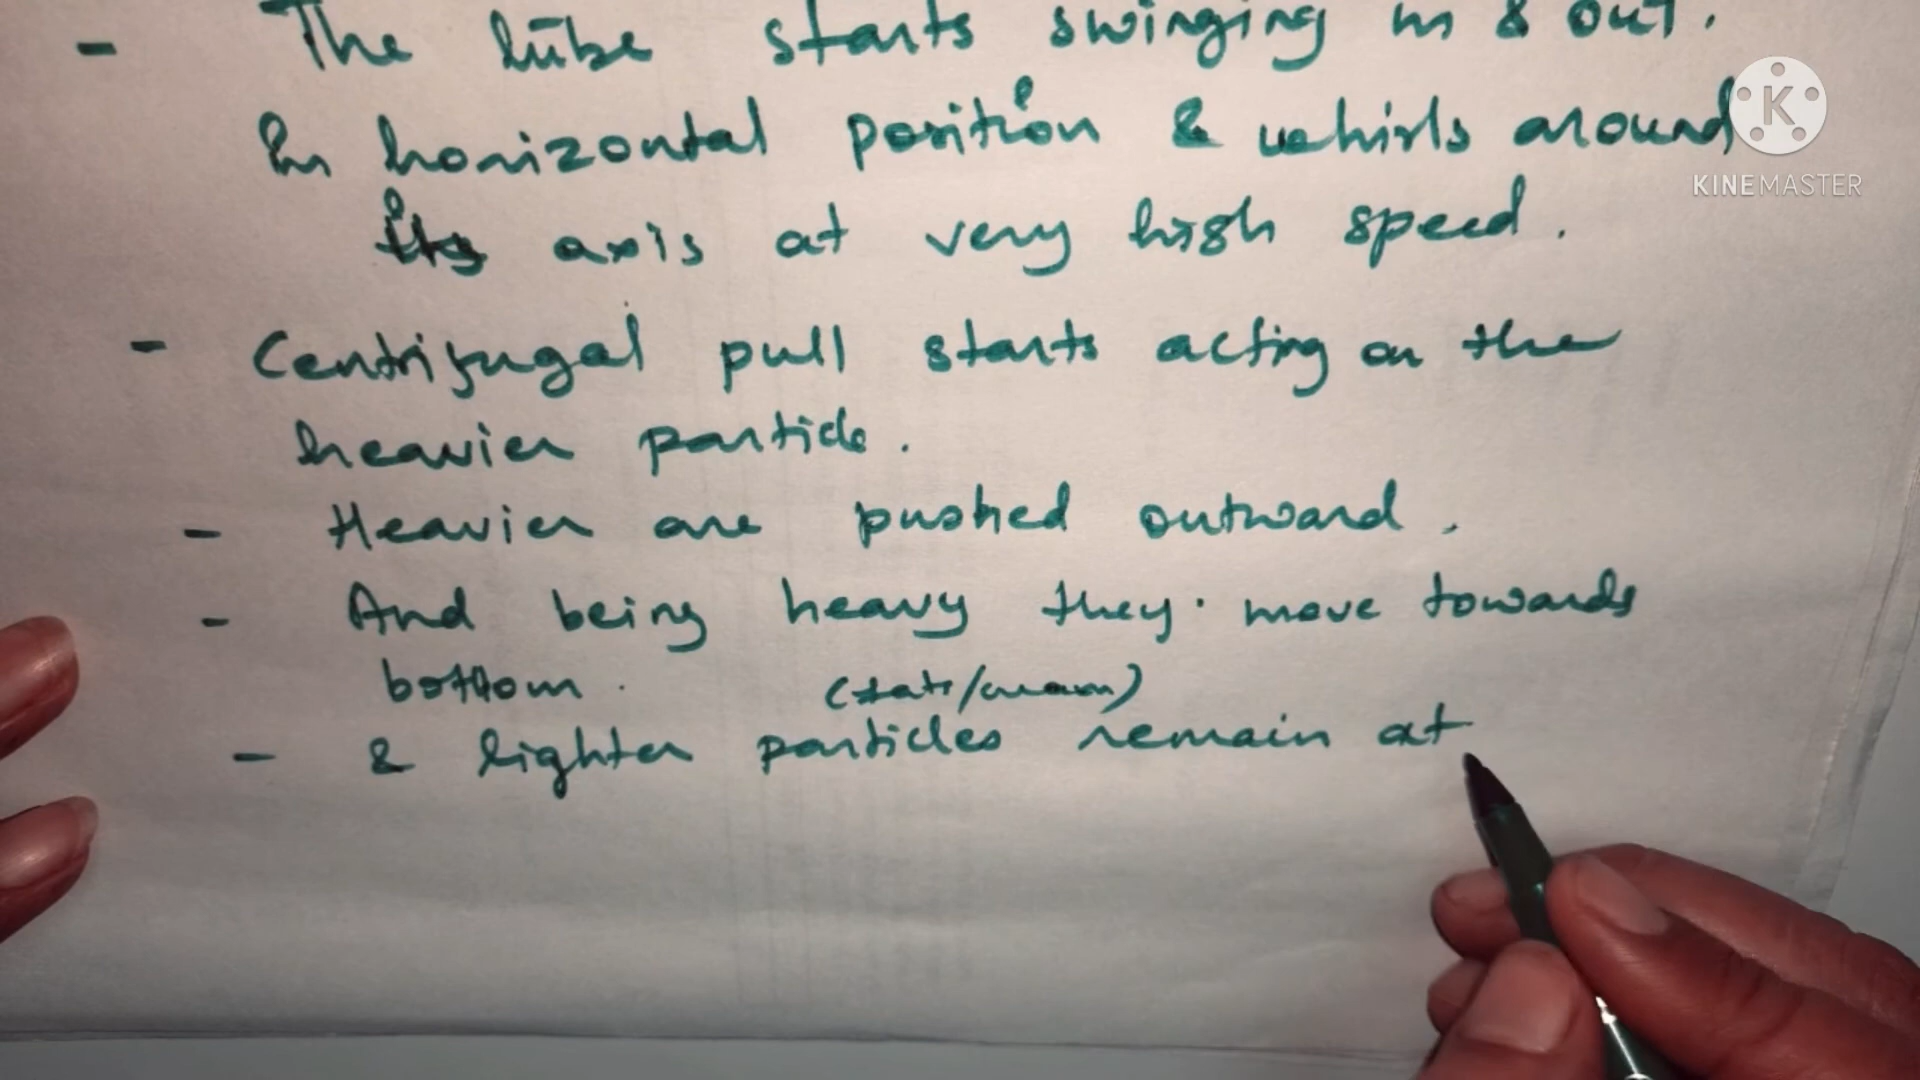 - The tube starts swinging in & out.
In horizontal position & whirls around
its axis at very high speed.
- Centrifugal pull starts acting on the
heavier particle.
- Heavier are pushed outward.
- And being heavy they move towards
bottom. (fats/cream)
- & lighter particles remain at
K
KINEMASTER